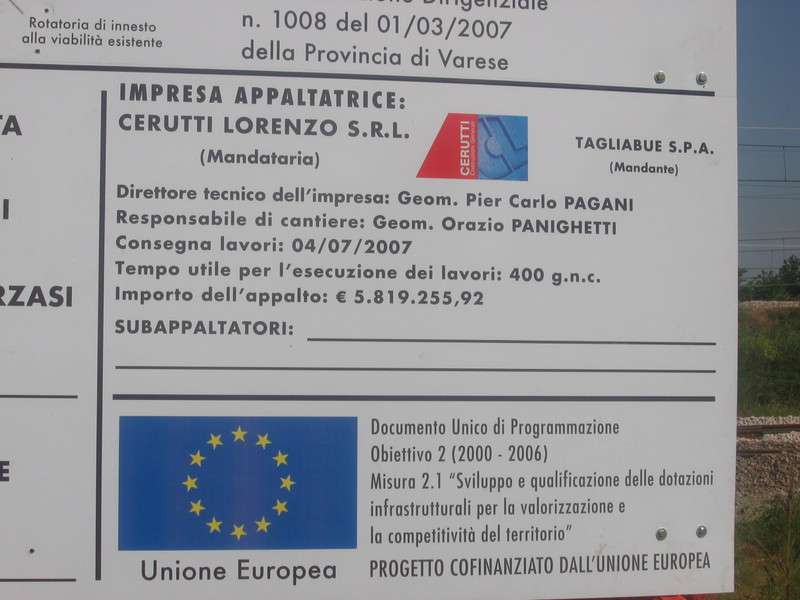 Rotatoria di innesto
alla viabilità esistente
Dirigenziale
n. 1008 del 01/03/2007
della Provincia di Varese
IMPRESA APPALTATRICE:
CERUTTI LORENZO S.R.L.
(Mandataria)
CERUTTI
TAGLIABUE S.P.A.
(Mandante)
Direttore tecnico dell'impresa: Geom. Pier Carlo PAGANI
Responsabile di cantiere: Geom. Orazio PANIGHETTI
Consegna lavori: 04/07/2007
Tempo utile per l'esecuzione dei lavori: 400 g.n.c.
Importo dell'appalto: € 5.819.255,92
SUBAPPALTATORI:
RZASI
Documento Unico di Programmazione
Obiettivo 2 (2000 - 2006)
Misura 2.1 "Sviluppo e qualificazione delle dotazioni
infrastrutturali per la valorizzazione e
la competitività del territorio"
Unione Europea
PROGETTO COFINANZIATO DALL'UNIONE EUROPEA